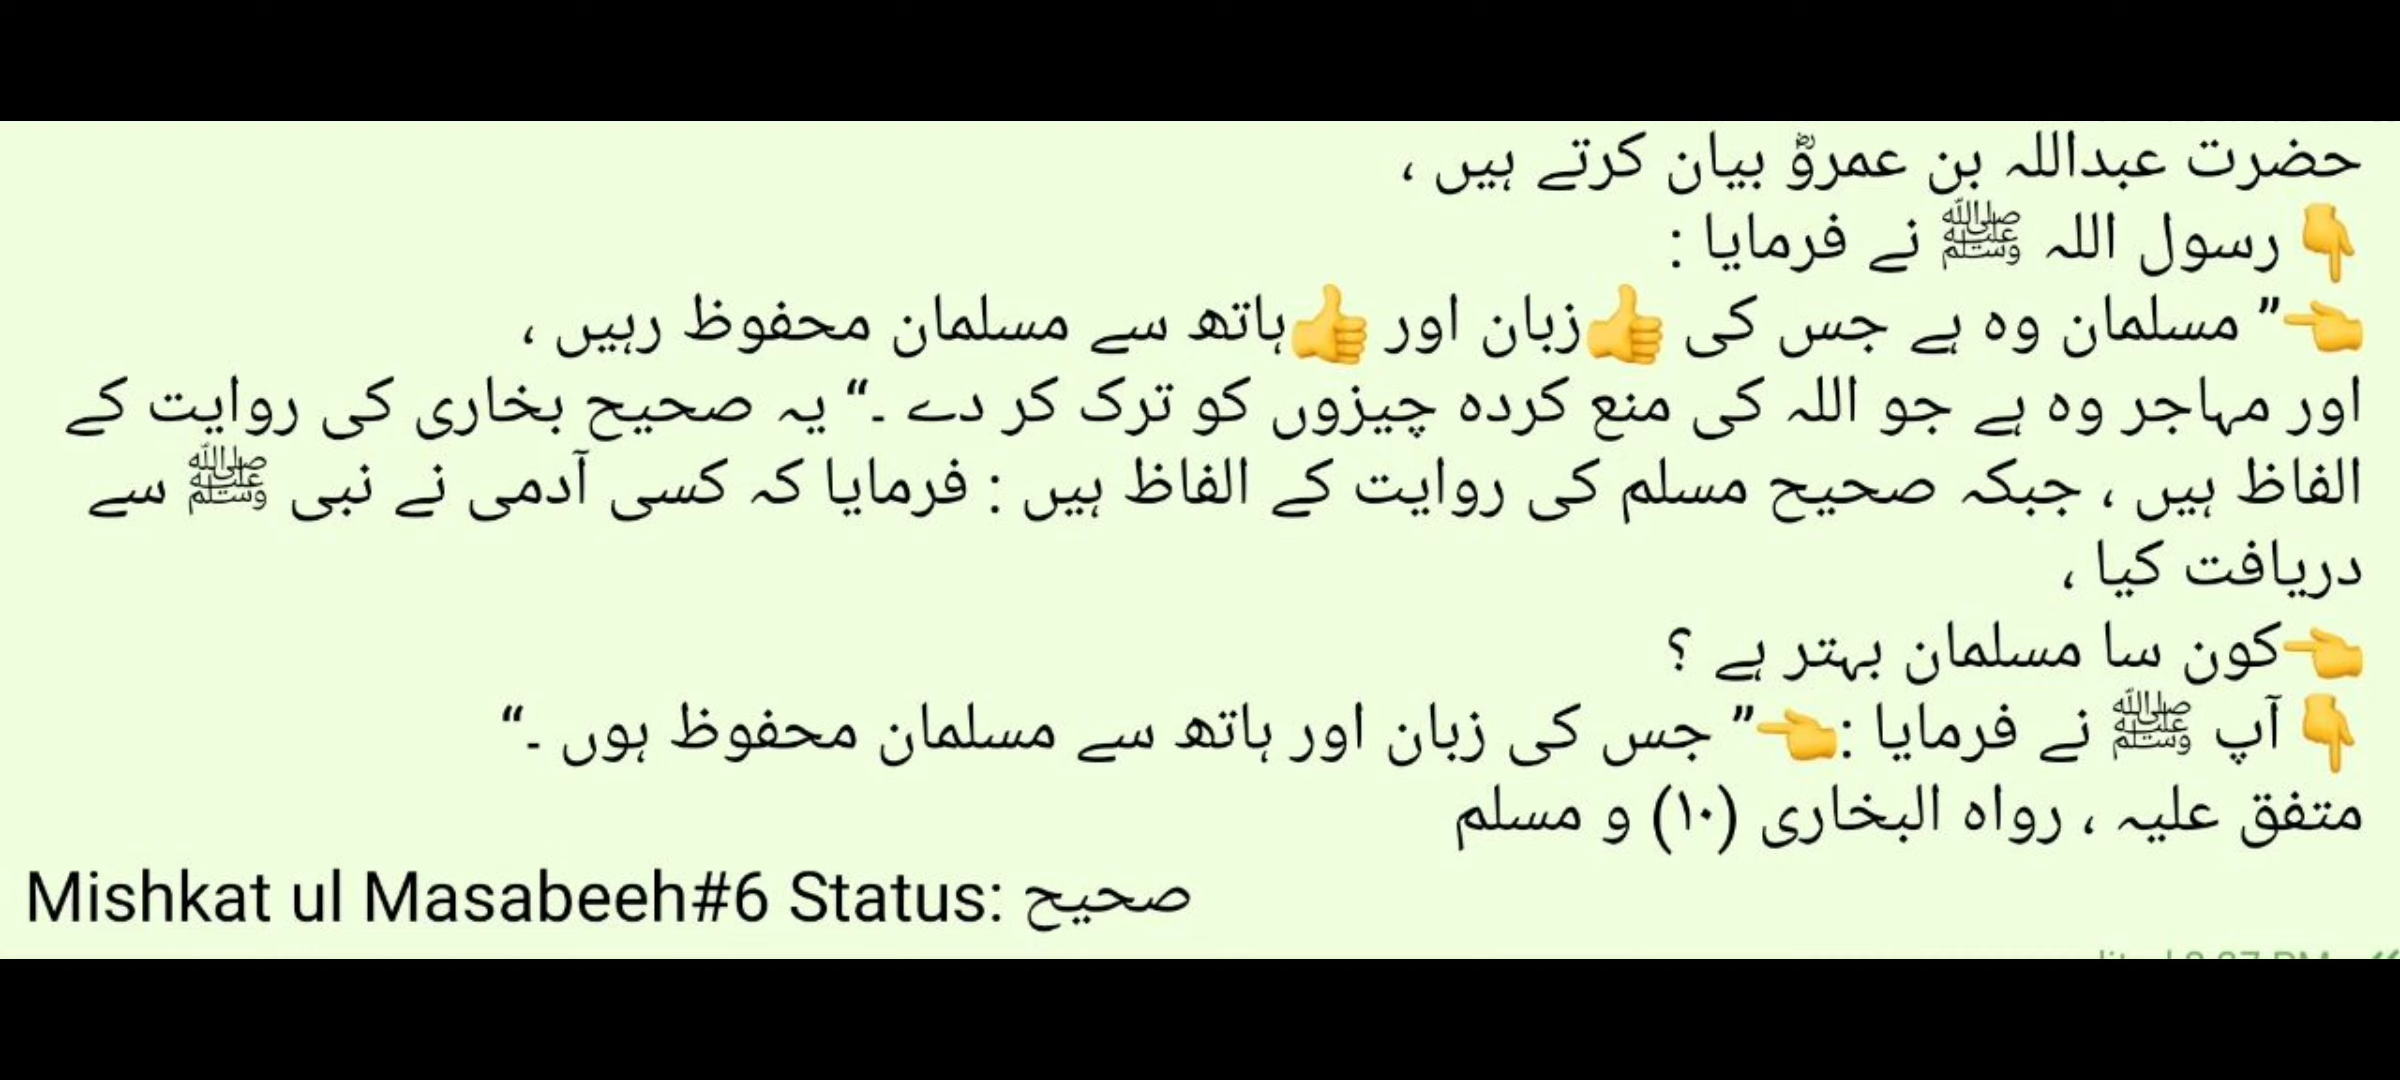 حضرت عبداللہ بن عمروؓ بیان کرتے ہیں ،
👇رسول اللہ ﷺ نے فرمایا :
👈” مسلمان وہ ہے جس کی 👍زبان اور 👍ہاتھ سے مسلمان محفوظ رہیں ،
اور مہاجر وہ ہے جو اللہ کی منع کردہ چیزوں کو ترک کر دے ۔“ یہ صحیح بخاری کی روایت کے
الفاظ ہیں ، جبکہ صحیح مسلم کی روایت کے الفاظ ہیں : فرمایا کہ کسی آدمی نے نبی ﷺ سے
دریافت کیا ،
👈کون سا مسلمان بہتر ہے ؟
👇آپ ﷺ نے فرمایا :👈” جس کی زبان اور ہاتھ سے مسلمان محفوظ ہوں ۔“
متفق علیہ ، رواہ البخاری (۱۰) و مسلم
Mishkat ul Masabeeh#6 Status: صحیح